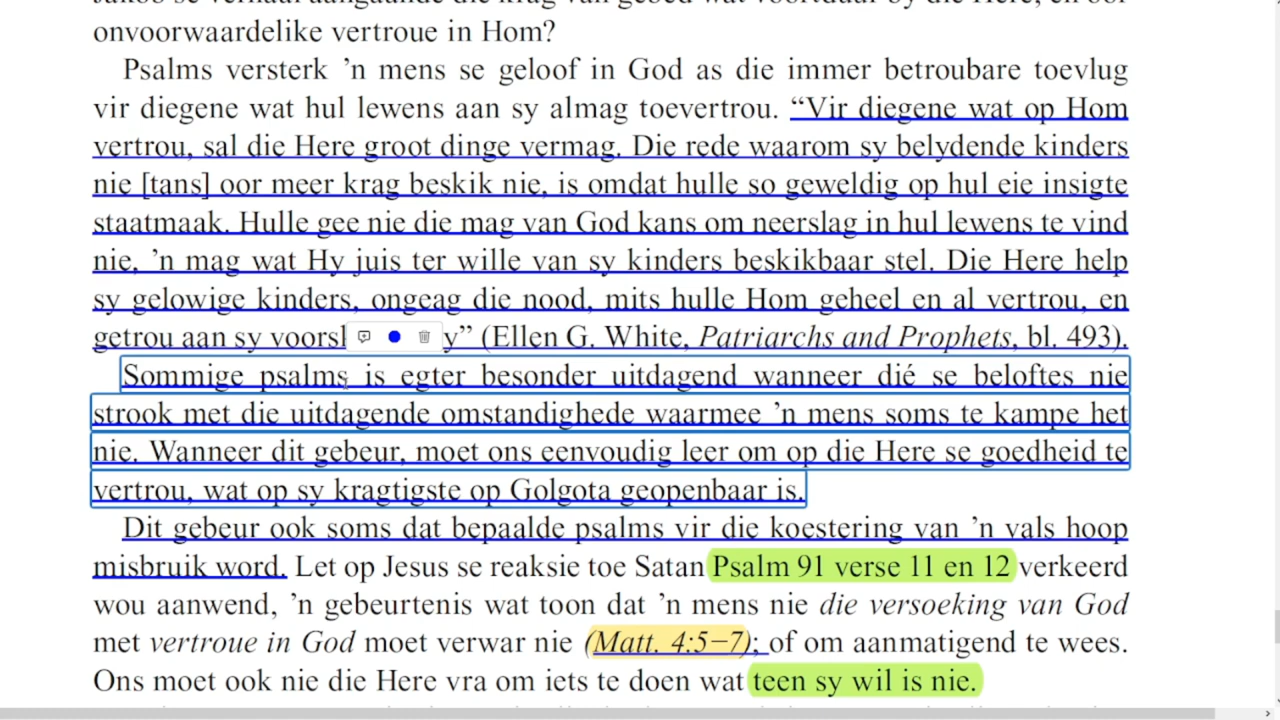 onvoorwaardelike vertroue in Hom?
Psalms versterk ’n mens se geloof in God as die immer betroubare toevlug
vir diegene wat hul lewens aan sy almag toevertrou. “Vir diegene wat op Hom
vertrou, sal die Here groot dinge vermag. Die rede waarom sy belydende kinders
nie [tans] oor meer krag beskik nie, is omdat hulle so geweldig op hul eie insigte
staatmaak. Hulle gee nie die mag van God kans om neerslag in hul lewens te vind
nie, ’n mag wat Hy juis ter wille van sy kinders beskikbaar stel. Die Here help
sy gelowige kinders, ongeag die nood, mits hulle Hom geheel en al vertrou, en
getrou aan sy voorsl y” (Ellen G. White, Patriarchs and Prophets, bl. 493).
Sommige psalms is egter besonder uitdagend wanneer dié se beloftes nie
strook met die uitdagende omstandighede waarmee ’n mens soms te kampe het
nie. Wanneer dit gebeur, moet ons eenvoudig leer om op die Here se goedheid te
vertrou, wat op sy kragtigste op Golgota geopenbaar is.
Dit gebeur ook soms dat bepaalde psalms vir die koestering van ’n vals hoop
misbruik word. Let op Jesus se reaksie toe Satan Psalm 91 verse 11 en 12 verkeerd
wou aanwend, ’n gebeurtenis wat toon dat ’n mens nie die versoeking van God
met vertroue in God moet verwar nie (Matt. 4:5–7); of om aanmatigend te wees.
Ons moet ook nie die Here vra om iets te doen wat teen sy wil is nie.